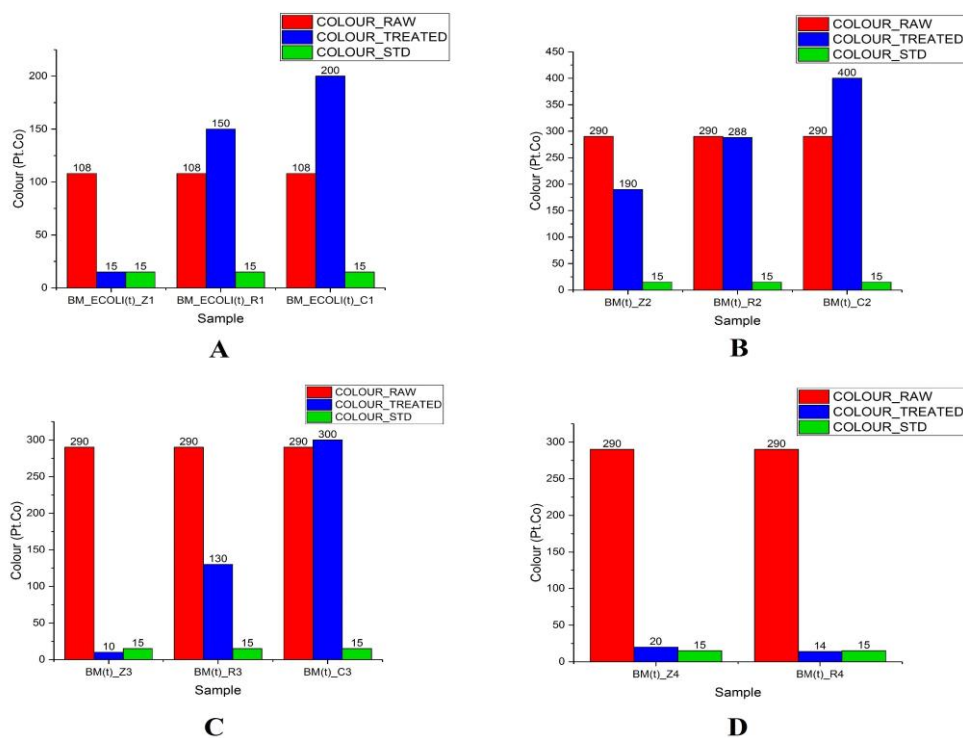 COLOUR_RAW
COLOUR_TREATED
COLOUR_STD
200
150
108 108 108
15 15 15 15
200
150
100
50
0
Colour (Pt.Co)
BM_ECOLI(t)_Z1 BM_ECOLI(t)_R1 BM_ECOLI(t)_C1
Sample
A
COLOUR_RAW
COLOUR_TREATED
COLOUR_STD
450
400
350
300
250
200
150
100
50
0
Colour (Pt.Co)
400
290 290 288 290
190
15 15 15
BM(t)_Z2 BM(t)_R2 BM(t)_C2
Sample
B
COLOUR_RAW
COLOUR_TREATED
COLOUR_STD
300
250
200
150
100
50
0
Colour (Pt.Co)
300
290 290 290
130
10 15 15 15
BM(t)_Z3 BM(t)_R3 BM(t)_C3
Sample
C
COLOUR_RAW
COLOUR_TREATED
COLOUR_STD
300
250
200
150
100
50
0
Colour (Pt.Co)
290 290
20 15 14 15
BM(t)_Z4 BM(t)_R4
Sample
D